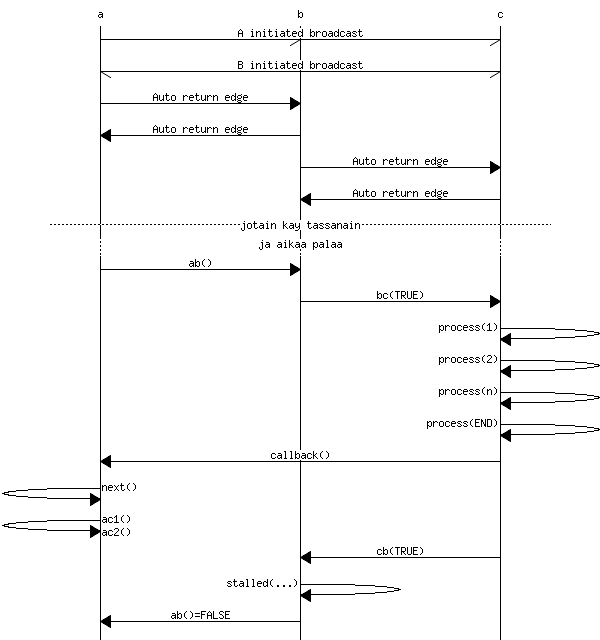 a b c
A initiated broadcast
B initiated broadcast
Auto return edge
Auto return edge
Auto return edge
Auto return edge
jotain kay tassanain
ja aikaa palaa
ab()
bc(TRUE)
process(1)
process(2)
process(n)
process(END)
callback()
next()
ac1()
ac2()
cb(TRUE)
stalled(...)
ab()=FALSE